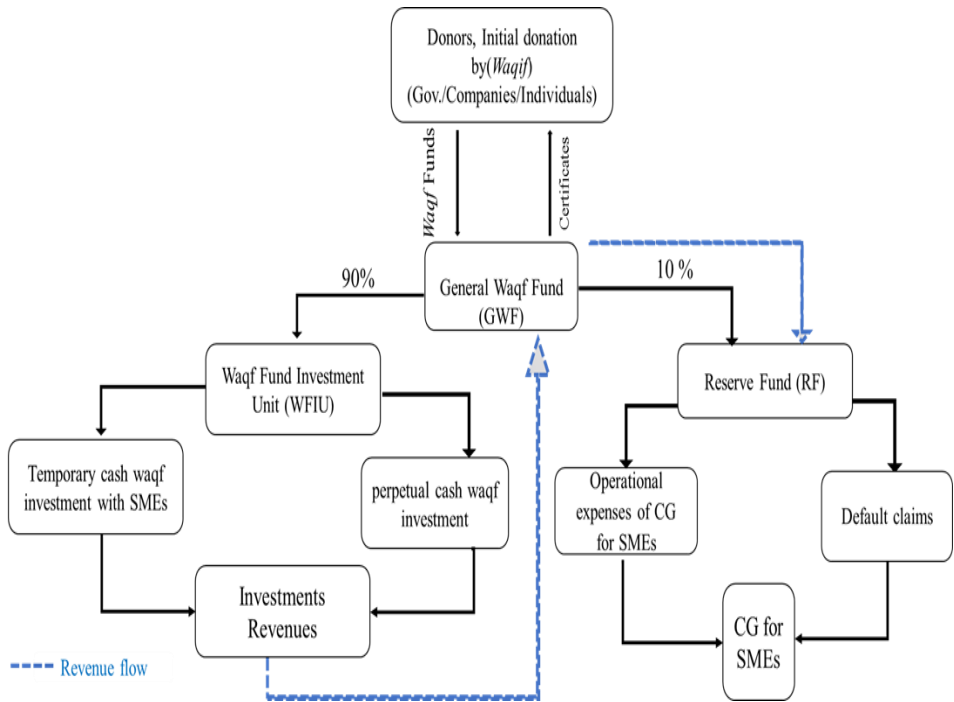 Donors, Initial donation
by(Waqif)
(Gov./Companies/Individuals)
Waqf Funds
Certificates
90%
General Waqf Fund
(GWF)
10 %
Waqf Fund Investment
Unit (WFIU)
Reserve Fund (RF)
Temporary cash waqf
investment with SMEs
perpetual cash waqf
investment
Operational
expenses of CG
for SMEs
Default claims
Investments
Revenues
CG for
SMEs
Revenue flow